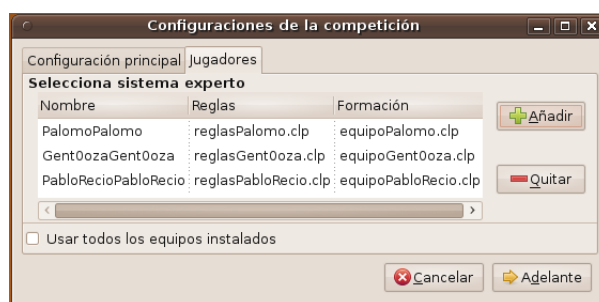 Configuraciones de la competición
Configuración principal Jugadores
Selecciona sistema experto
Nombre Reglas Formación
PalomoPalomo reglasPalomo.clp equipoPalomo.clp
Gent0ozaGent0oza reglasGent0oza.clp equipoGent0oza.clp
PabloRecioPabloRecio reglasPabloRecio.clp equipoPabloRecio.clp
Añadir
Quitar
Usar todos los equipos instalados
Cancelar Adelante